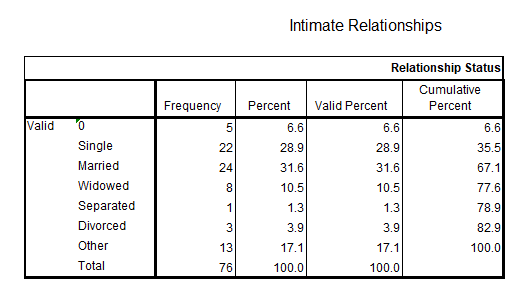 Intimate Relationships
Relationship Status
Frequency Percent Valid Percent Cumulative Percent
Valid 0 5 6.6 6.6 6.6
Single 22 28.9 28.9 35.5
Married 24 31.6 31.6 67.1
Widowed 8 10.5 10.5 77.6
Separated 1 1.3 1.3 78.9
Divorced 3 3.9 3.9 82.9
Other 13 17.1 17.1 100.0
Total 76 100.0 100.0